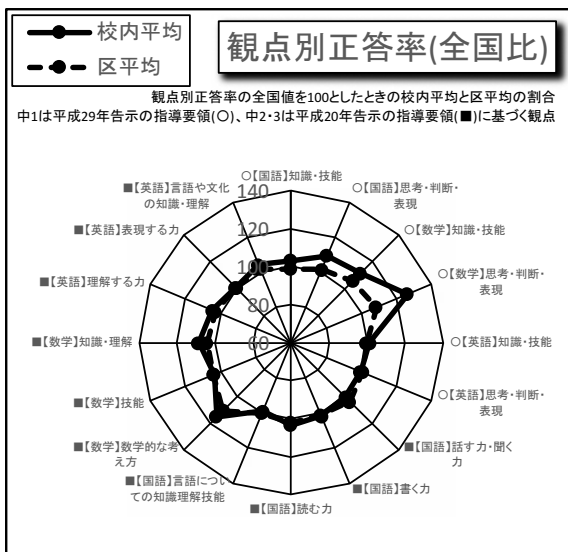 校内平均
区平均
観点別正答率(全国比)
観点別正答率の全国値を100としたときの校内平均と区平均の割合
中1は平成29年告示の指導要領(〇)、中2・3は平成20年告示の指導要領(■)に基づく観点
〇【国語】知識・技能
〇【国語】思考・判断・
表現
〇【数学】知識・技能
〇【数学】思考・判断・
表現
〇【英語】知識・技能
〇【英語】思考・判断・
表現
■【国語】話す力・聞く
力
■【国語】書く力
■【国語】読む力
■【国語】言語につい
ての知識理解技能
■【数学】数学的な考
え方
■【数学】技能
■【数学】知識・理解
■【英語】理解する力
■【英語】表現する力
■【英語】言語や文化
の知識・理解
140
120
100
80
60